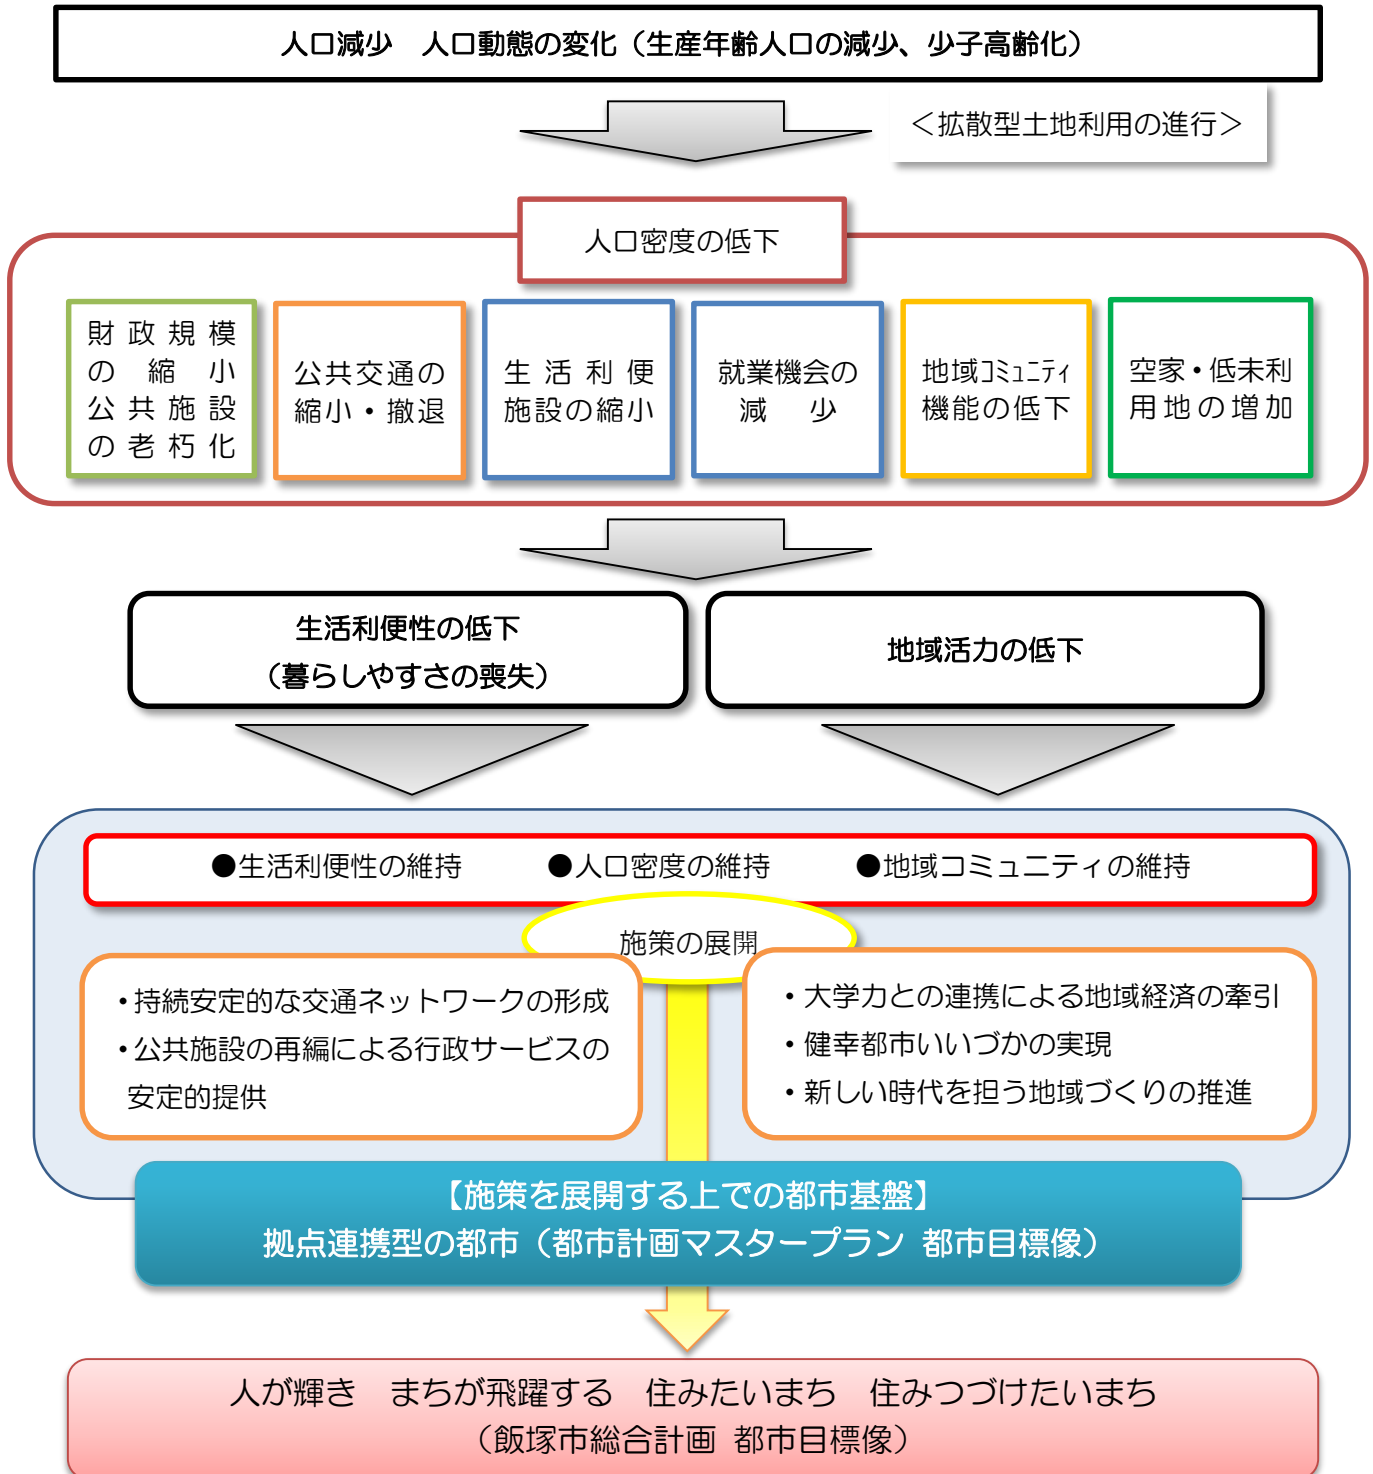 人口減少　人口動態の変化（生産年齢人口の減少、少子高齢化）
＜拡散型土地利用の進行＞
人口密度の低下
財政規模
の縮小
公共施設
の老朽化
公共交通の
縮小・撤退
生活利便
施設の縮小
就業機会の
減少
地域コミュニティ
機能の低下
空家・低未利
用地の増加
生活利便性の低下
（暮らしやすさの喪失）
地域活力の低下
●生活利便性の維持　●人口密度の維持　●地域コミュニティの維持
施策の展開
・持続安定的な交通ネットワークの形成
・公共施設の再編による行政サービスの
安定的提供
・大学力との連携による地域経済の牽引
・健幸都市いいづかの実現
・新しい時代を担う地域づくりの推進
【施策を展開する上での都市基盤】
拠点連携型の都市（都市計画マスタープラン 都市目標像）
人が輝き　まちが飛躍する　住みたいまち　住みつづけたいまち
（飯塚市総合計画 都市目標像）